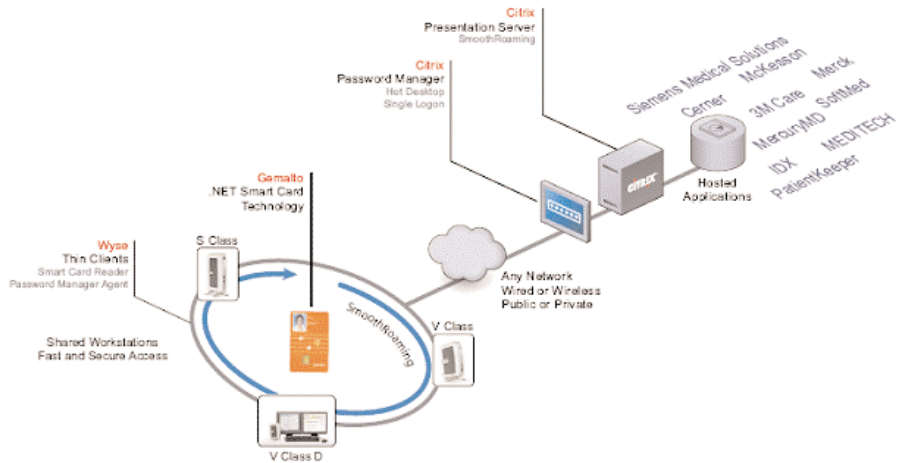 Citrix
Presentation Server
SmoothRoaming
Citrix
Password Manager
Hot Desktop
Single Logon
Siemens Medical Solutions
Cerner
McKesson
3M Care
Merck
MercuryMD
SoftMed
IDX
MEDITECH
PatientKeeper
CITRIX
Hosted
Applications
Gemalto
.NET Smart Card
Technology
Wyse
Thin Clients
Smart Card Reader
Password Manager Agent
S Class
Any Network
Wired or Wireless
Public or Private
SmoothRoaming
V Class
Shared Workstations
Fast and Secure Access
V Class D